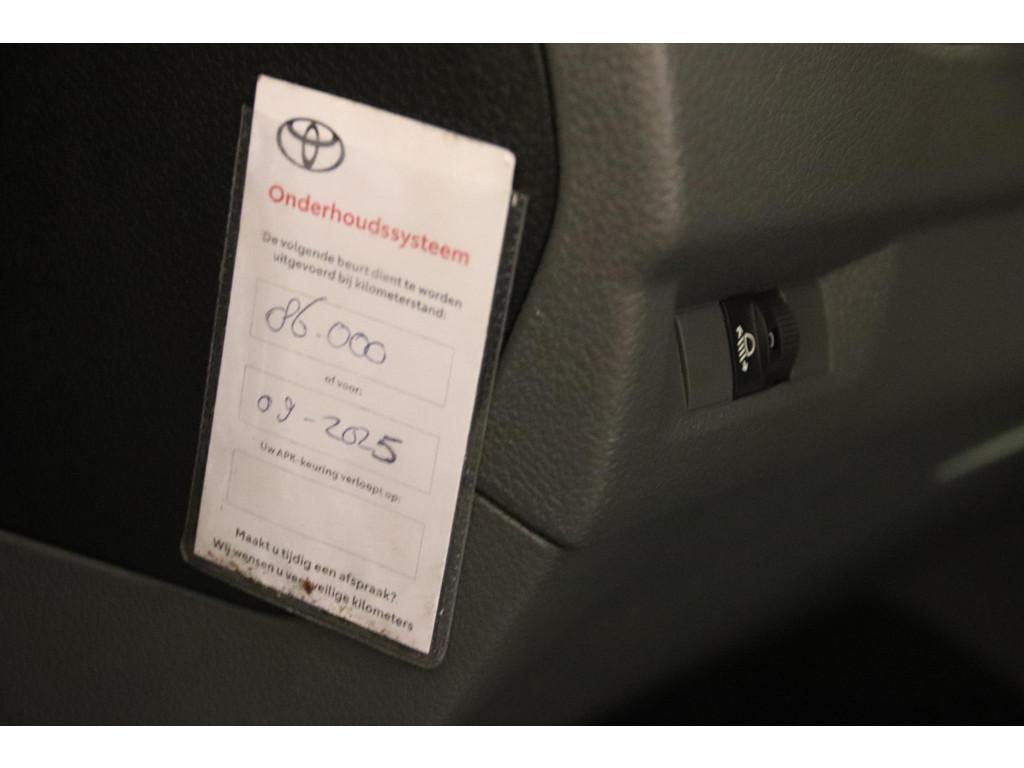 Onderhoudssysteem
De volgende beurt dient te worden
uitgevoerd bij kilometerstand:
86.000
of voor:
09-2025
Uw APK-keuring verloopt op:
Maakt u tijdig een afspraak?
Wij wensen u veel veilige kilometers